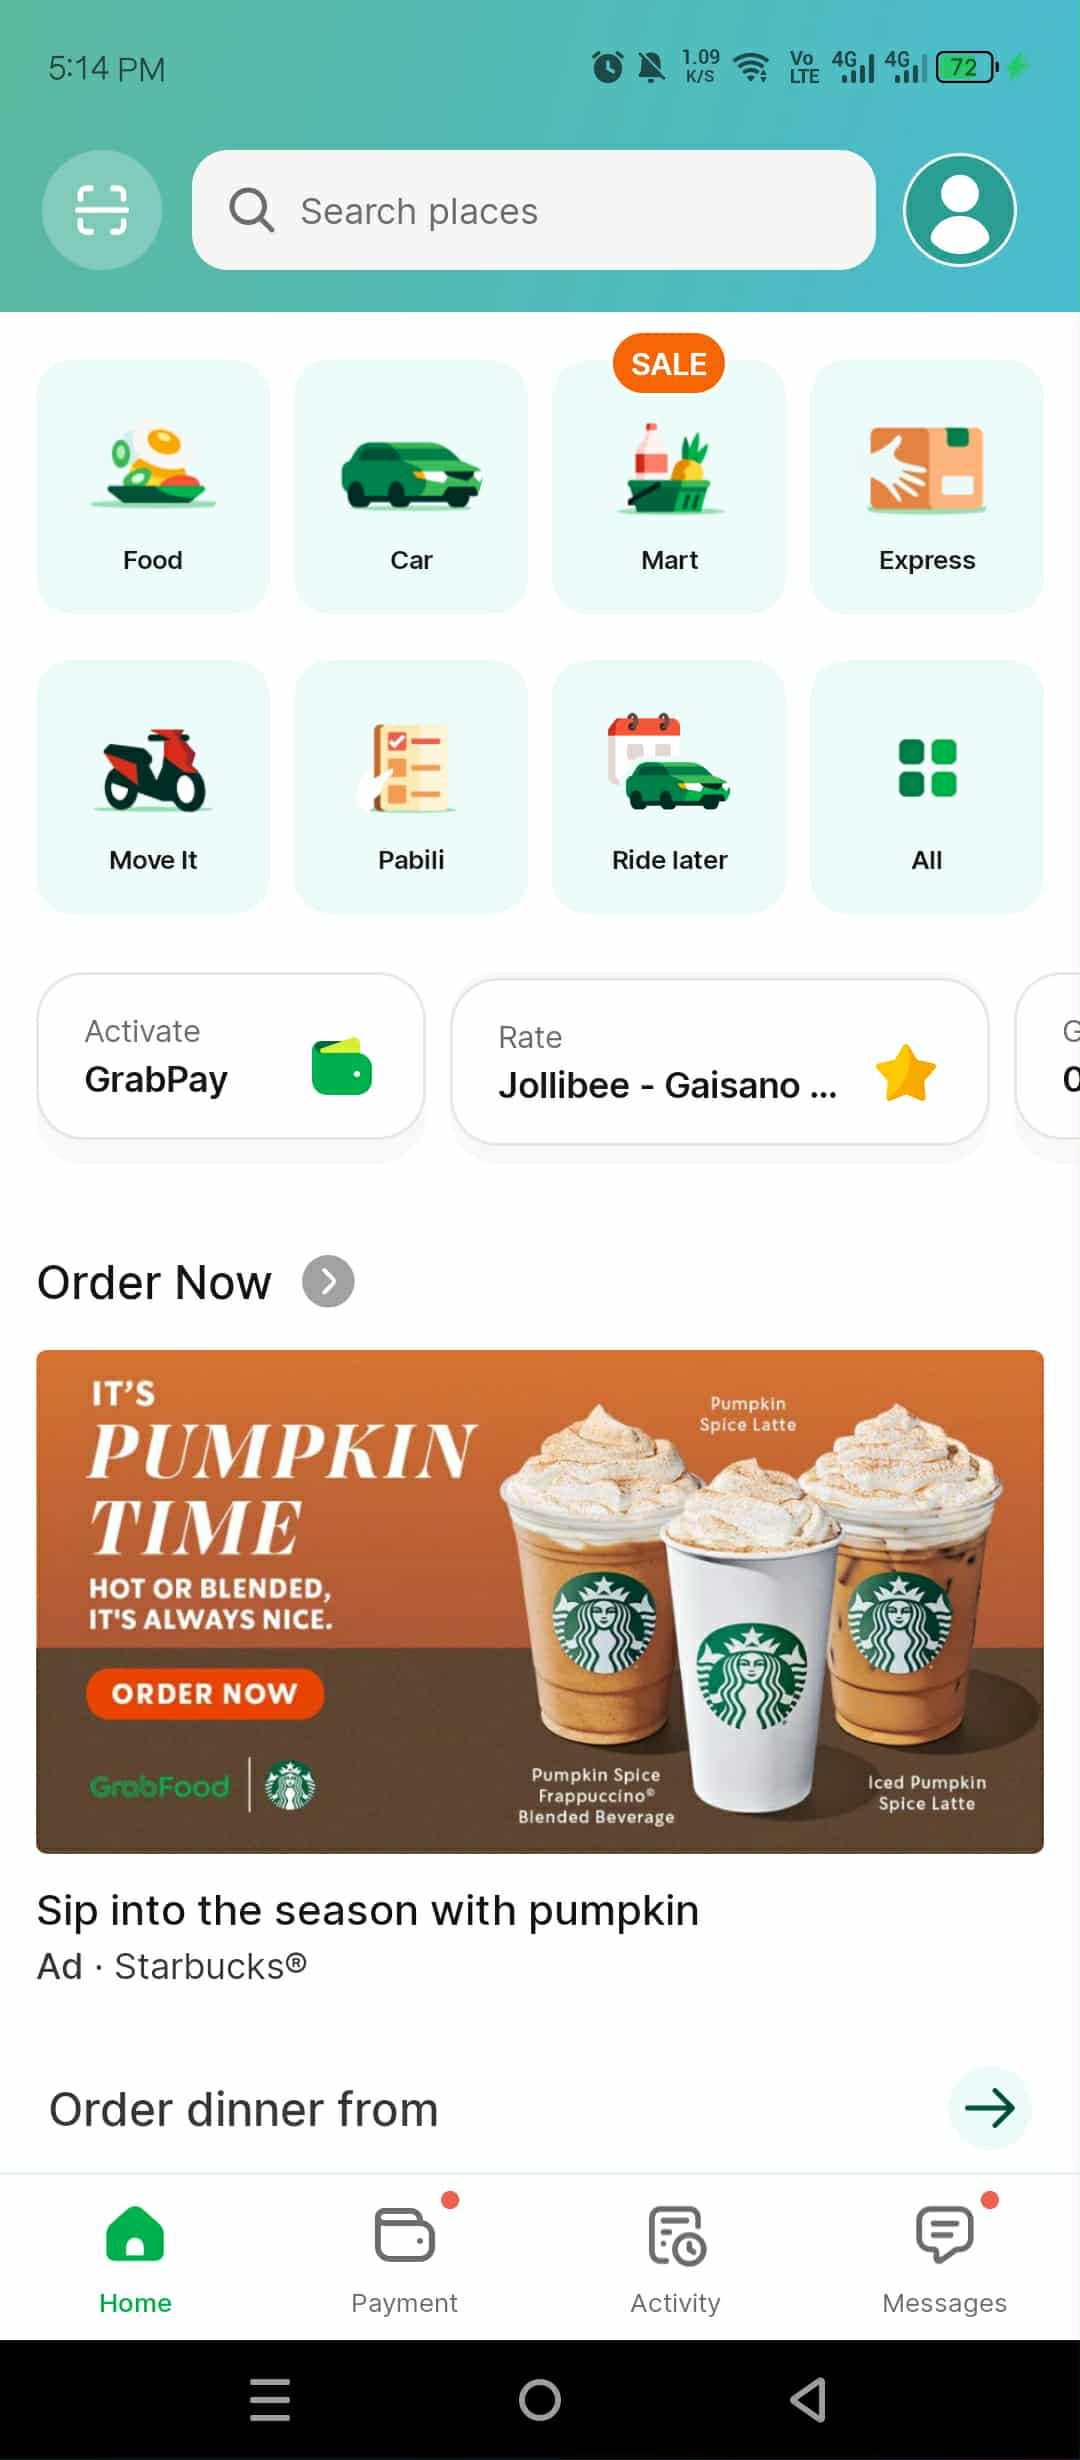 5:14 PM
1.09
K/S
Vo
LTE
4G
4G
72
Search places
SALE
Food
Car
Mart
Express
Move It
Pabili
Ride later
All
Activate
GrabPay
Rate
Jollibee - Gaisano ...
Order Now
IT'S
PUMPKIN
TIME
HOT OR BLENDED,
IT'S ALWAYS NICE.
ORDER NOW
GrabFood
Pumpkin
Spice Latte
Pumpkin Spice
Frappuccino®
Blended Beverage
Iced Pumpkin
Spice Latte
Sip into the season with pumpkin
Ad · Starbucks®
Order dinner from
Home
Payment
Activity
Messages